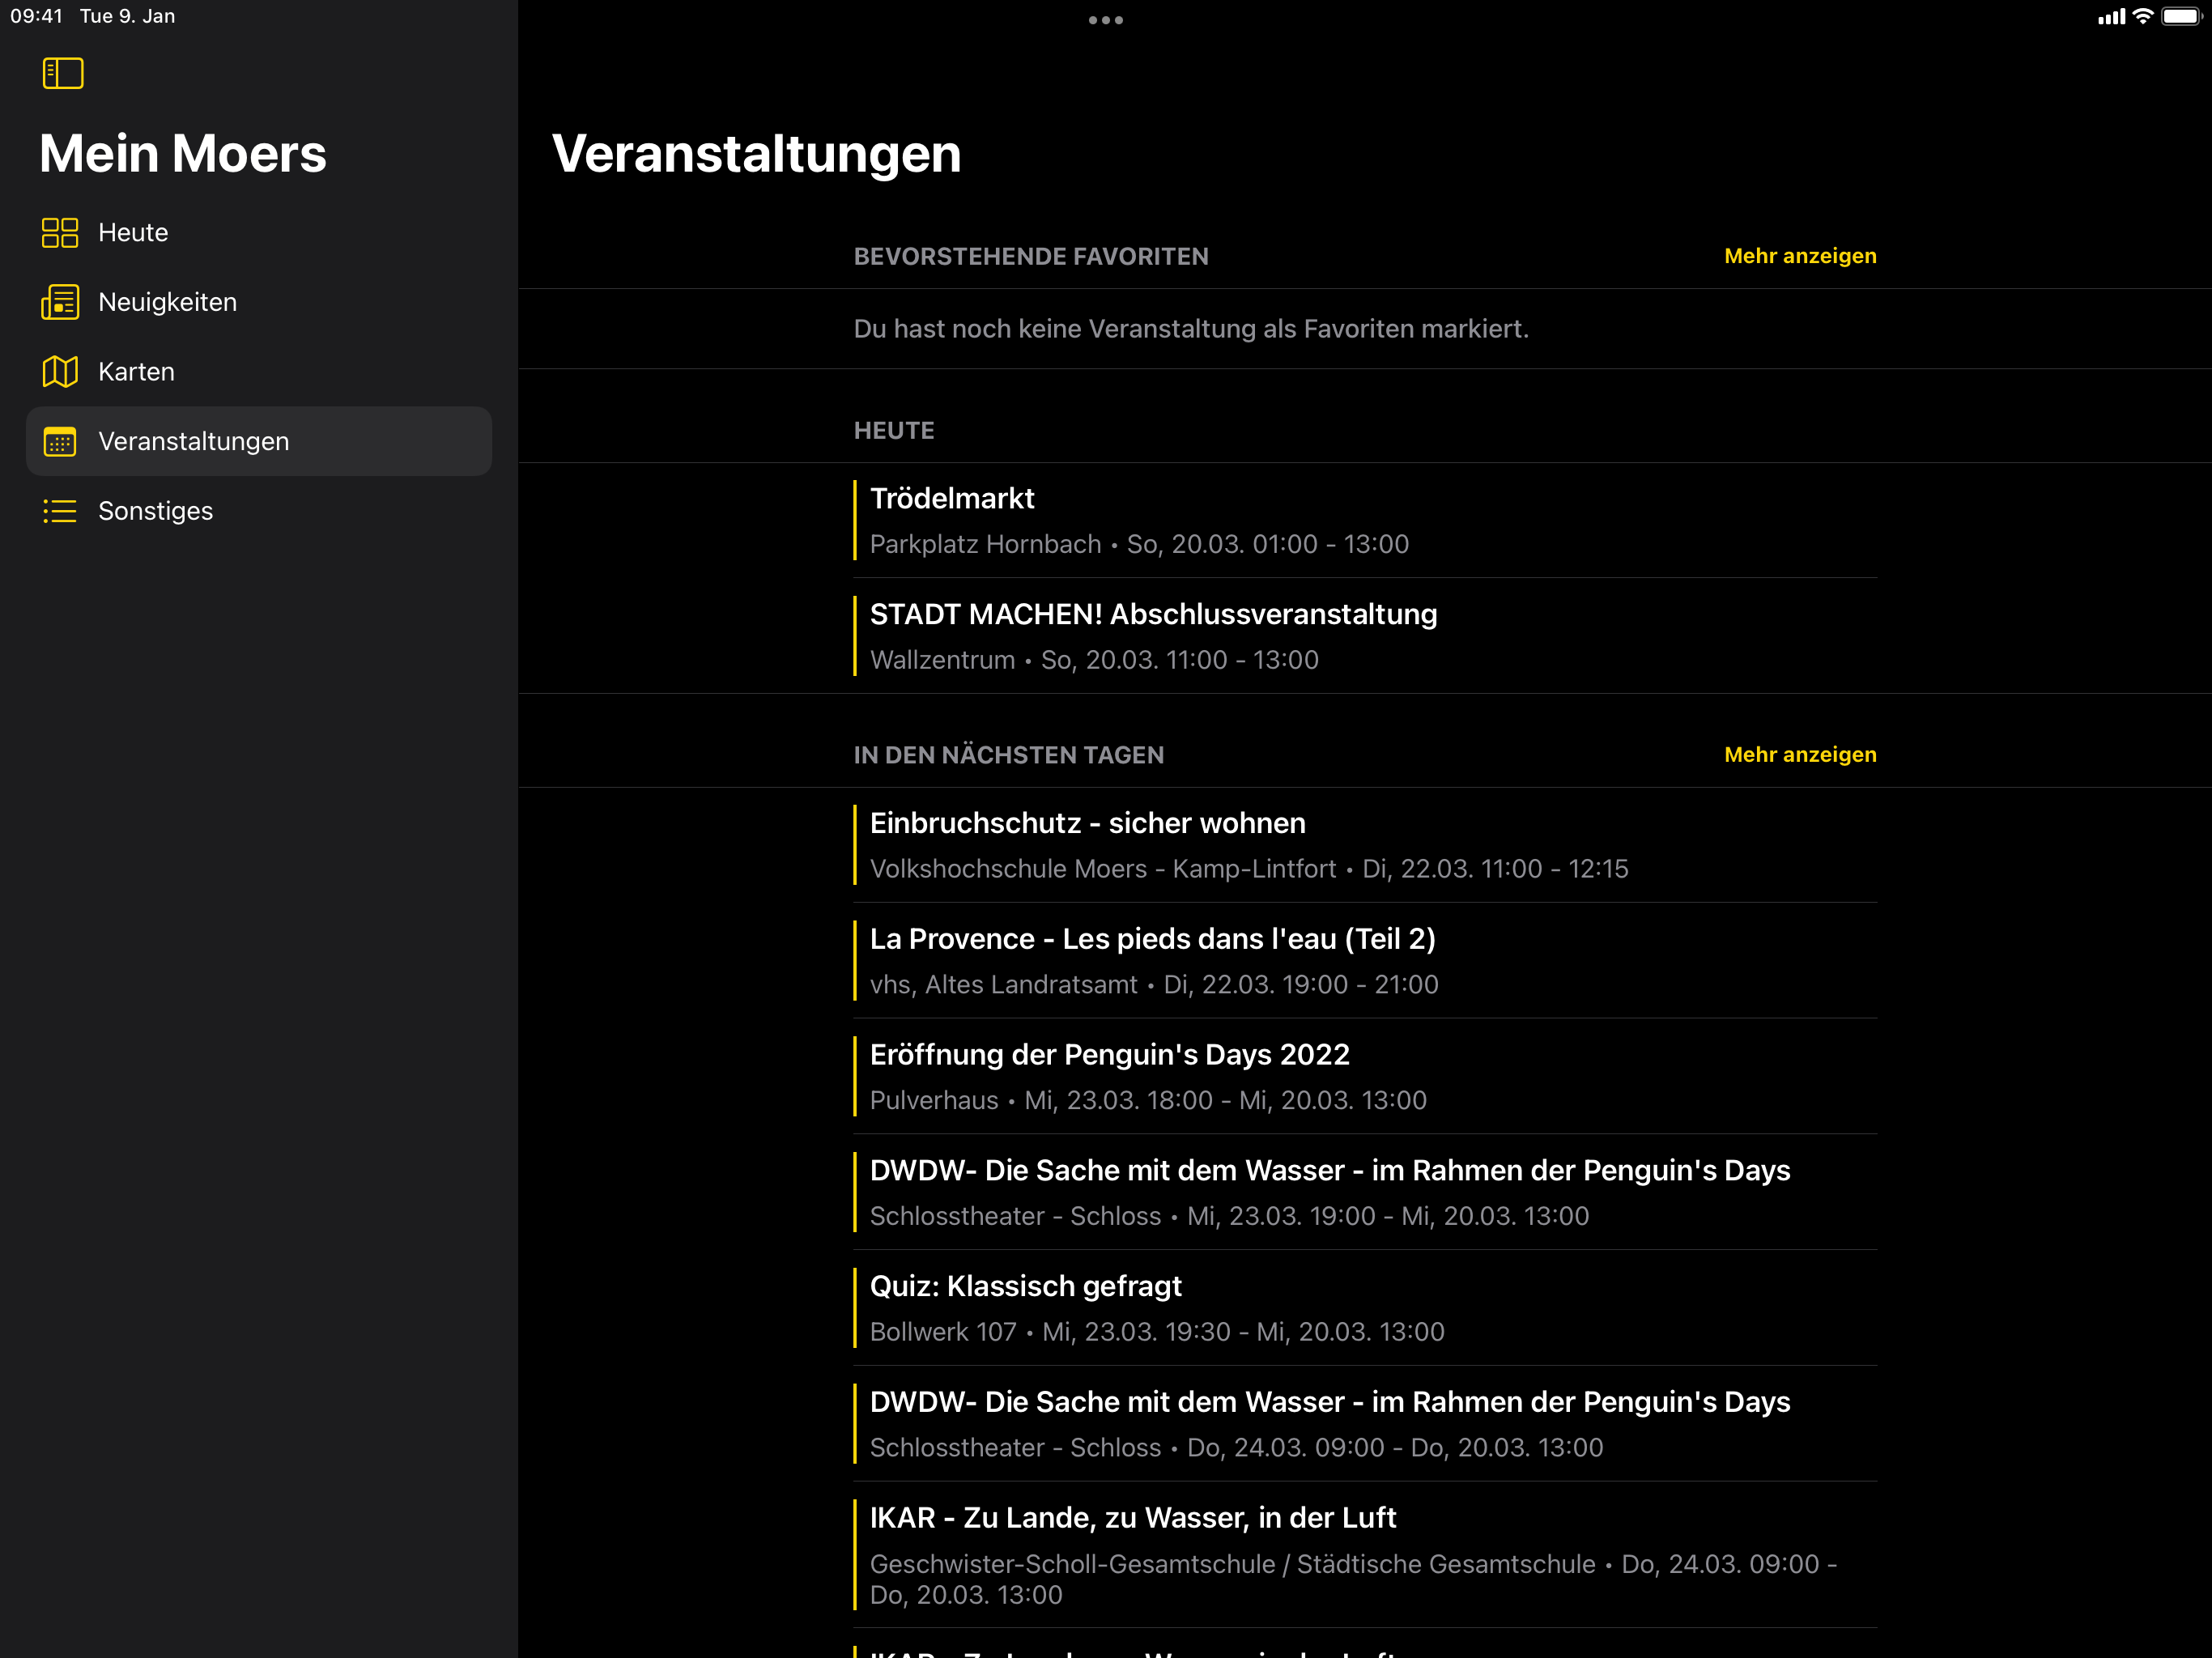 09:41 Tue 9. Jan
Mein Moers
Heute
Neuigkeiten
Karten
Veranstaltungen
Sonstiges
Veranstaltungen
BEVORSTEHENDE FAVORITEN
Mehr anzeigen
Du hast noch keine Veranstaltung als Favoriten markiert.
HEUTE
Trödelmarkt
Parkplatz Hornbach • So, 20.03. 01:00 - 13:00
STADT MACHEN! Abschlussveranstaltung
Wallzentrum • So, 20.03. 11:00 - 13:00
IN DEN NÄCHSTEN TAGEN
Mehr anzeigen
Einbruchschutz - sicher wohnen
Volkshochschule Moers - Kamp-Lintfort • Di, 22.03. 11:00 - 12:15
La Provence - Les pieds dans l'eau (Teil 2)
vhs, Altes Landratsamt • Di, 22.03. 19:00 - 21:00
Eröffnung der Penguin's Days 2022
Pulverhaus • Mi, 23.03. 18:00 - Mi, 20.03. 13:00
DWDW- Die Sache mit dem Wasser - im Rahmen der Penguin's Days
Schlosstheater - Schloss • Mi, 23.03. 19:00 - Mi, 20.03. 13:00
Quiz: Klassisch gefragt
Bollwerk 107 • Mi, 23.03. 19:30 - Mi, 20.03. 13:00
DWDW- Die Sache mit dem Wasser - im Rahmen der Penguin's Days
Schlosstheater - Schloss • Do, 24.03. 09:00 - Do, 20.03. 13:00
IKAR - Zu Lande, zu Wasser, in der Luft
Geschwister-Scholl-Gesamtschule / Städtische Gesamtschule • Do, 24.03. 09:00 -
Do, 20.03. 13:00